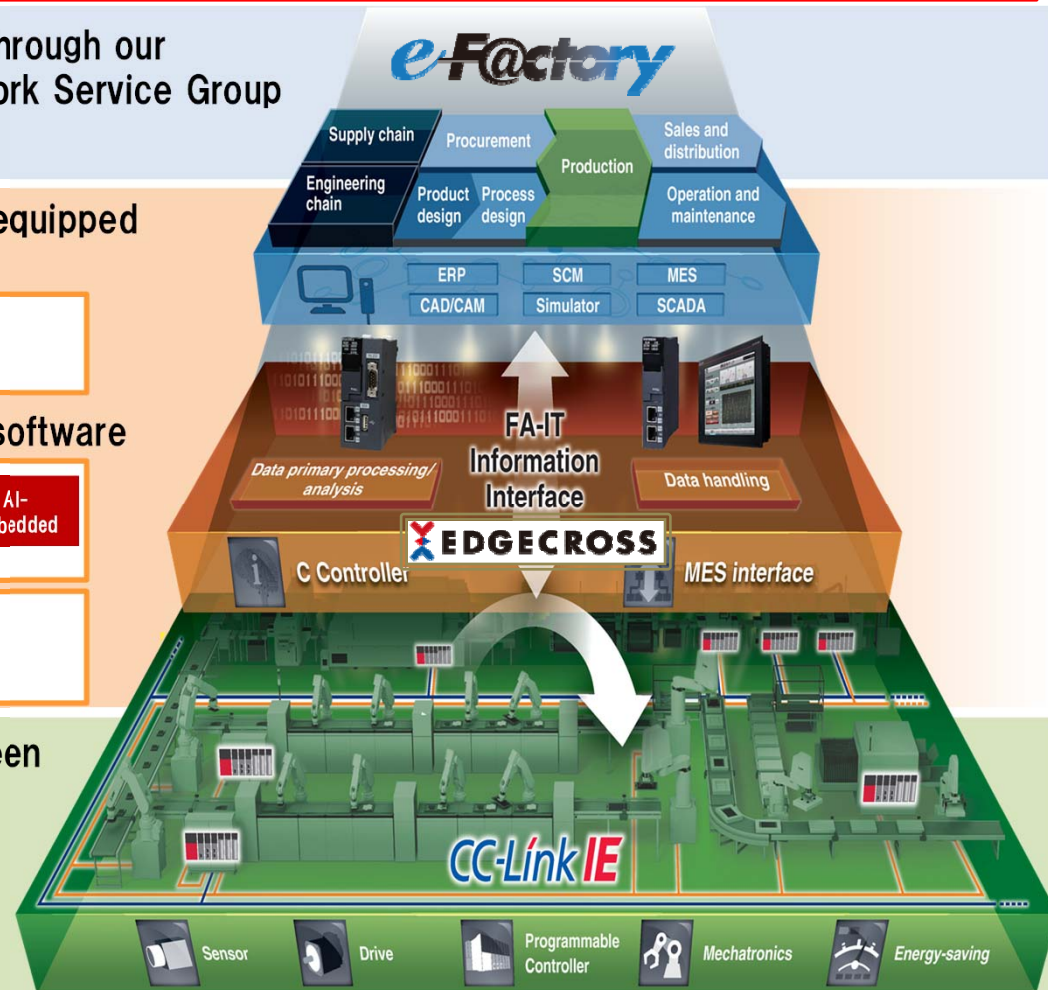 hrough our
ork Service Group
equipped
software
AI-
bedded
een
e-F@ctory
Supply chain
Procurement
Production
Sales and
distribution
Engineering
chain
Product
design
Process
design
Operation and
maintenance
ERP
SCM
MES
CAD/CAM
Simulator
SCADA
FA-IT
Information
Interface
Data primary processing/
analysis
Data handling
EDGECROSS
C Controller
MES interface
CC-Link IE
Sensor
Drive
Programmable
Controller
Mechatronics
Energy-saving